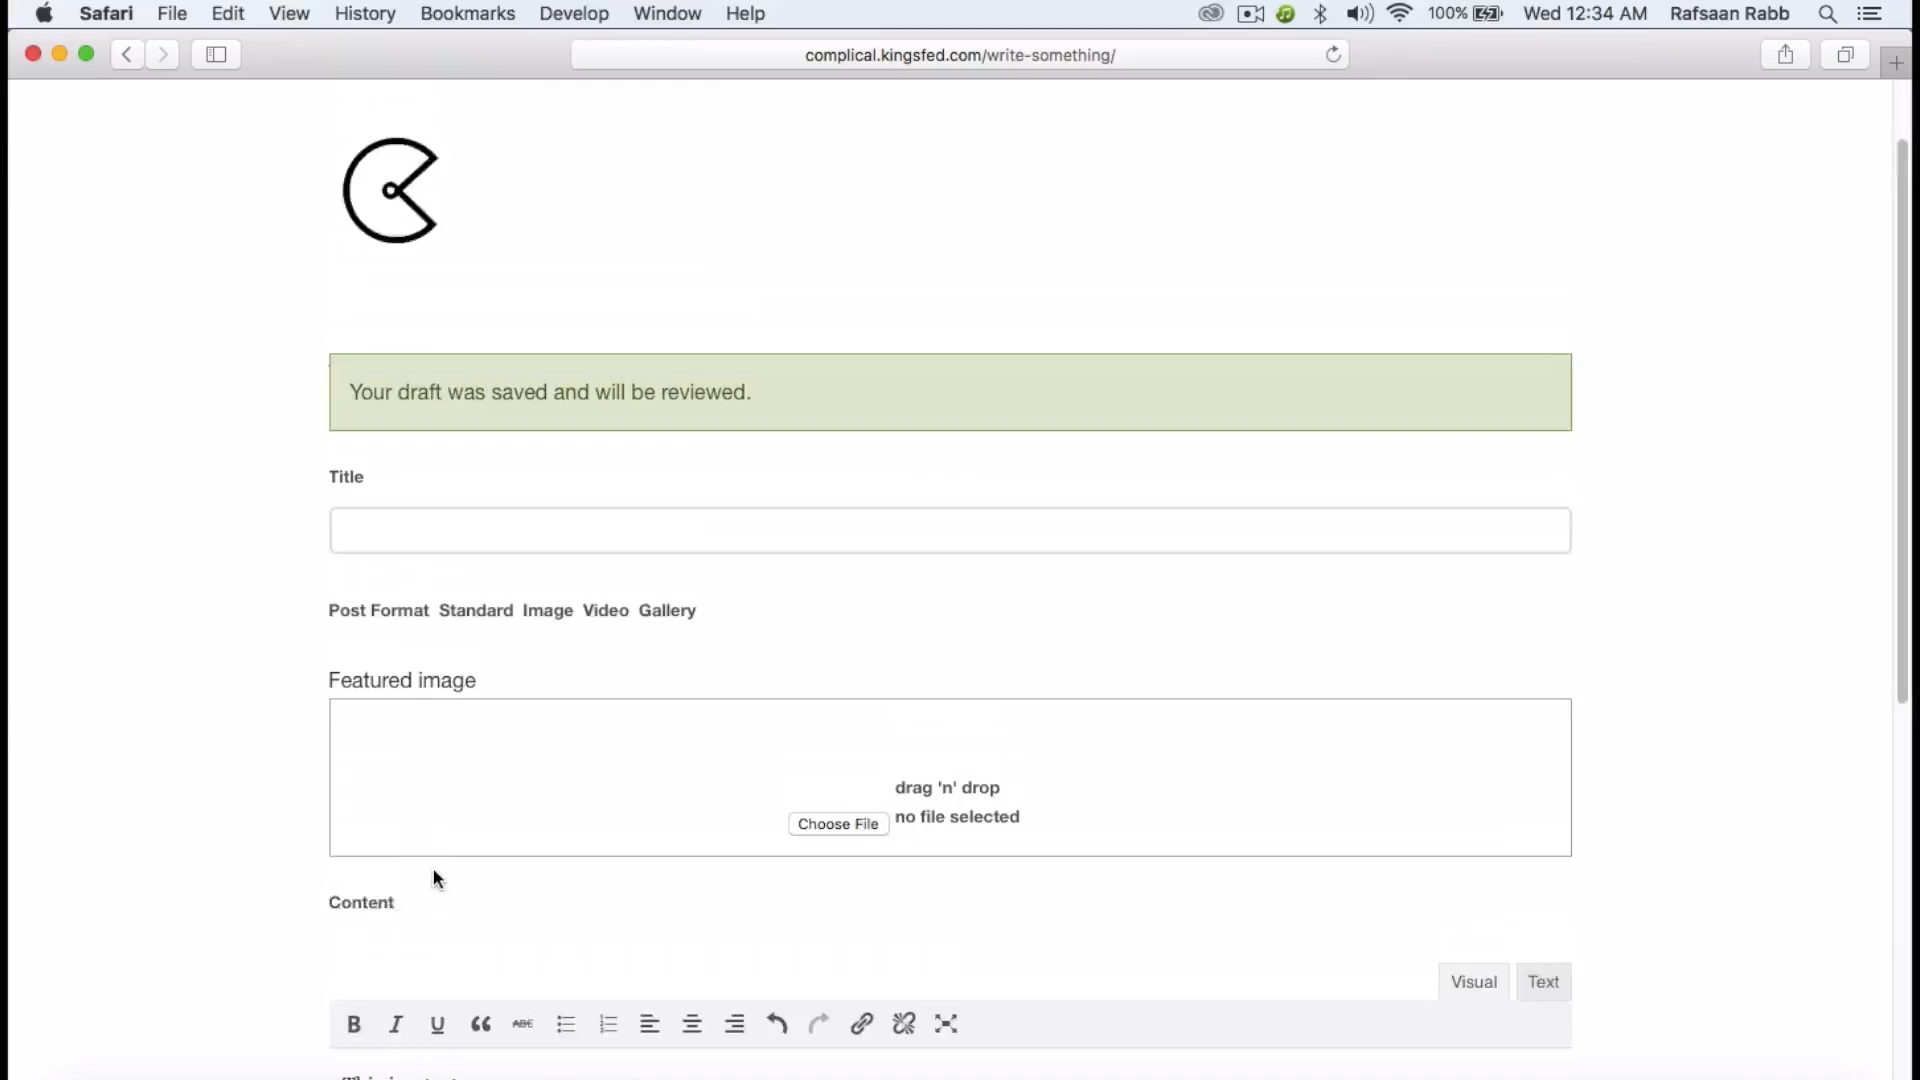 Safari File Edit View History Bookmarks Develop Window Help 100% Wed 12:34 AM Rafsaan Rabb
complical.kingsfed.com/write-something/
Your draft was saved and will be reviewed.
Title
Post Format Standard Image Video Gallery
Featured image
drag 'n' drop
Choose File no file selected
Content
Visual Text
B I U ABC